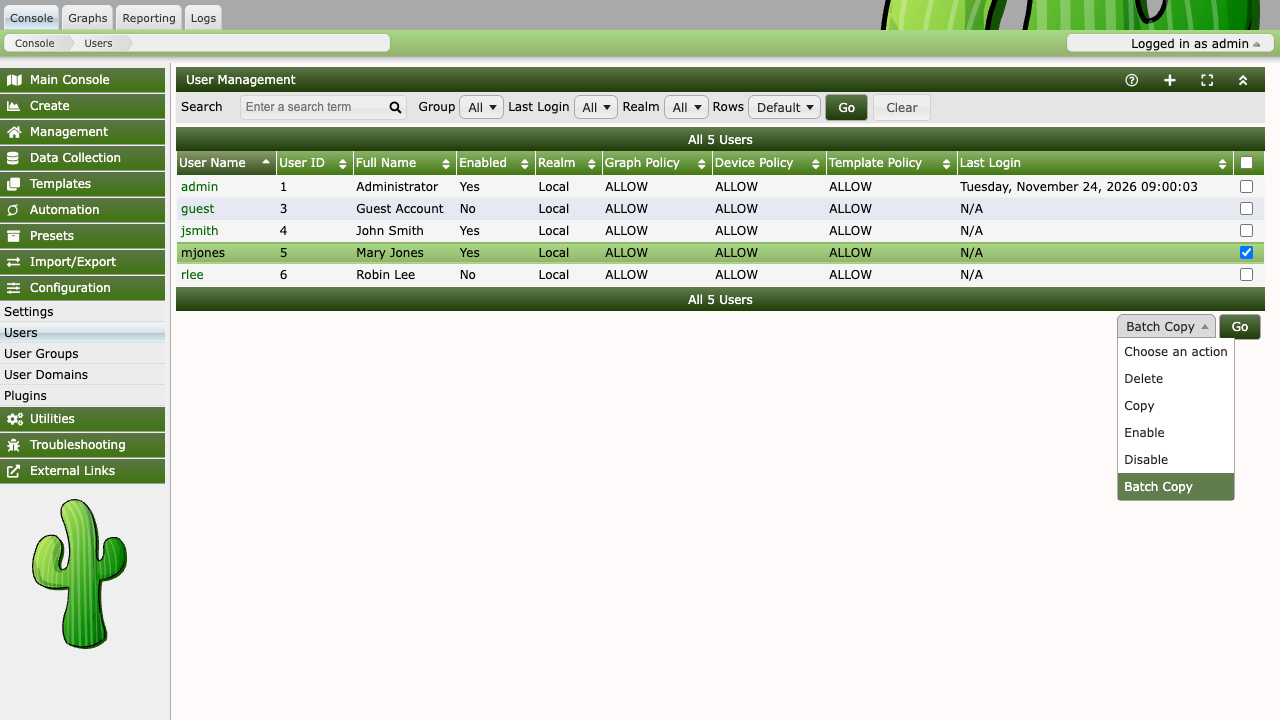 Console Graphs Reporting Logs
Console Users Logged in as admin
Main Console
Create
Management
Data Collection
Templates
Automation
Presets
Import/Export
Configuration
Settings
Users
User Groups
User Domains
Plugins
Utilities
Troubleshooting
External Links
User Management
Search Enter a search term Group All Last Login All Realm All Rows Default Go Clear
All 5 Users
User Name User ID Full Name Enabled Realm Graph Policy Device Policy Template Policy Last Login
admin 1 Administrator Yes Local ALLOW ALLOW ALLOW Tuesday, November 24, 2026 09:00:03
guest 3 Guest Account No Local ALLOW ALLOW ALLOW N/A
jsmith 4 John Smith Yes Local ALLOW ALLOW ALLOW N/A
mjones 5 Mary Jones Yes Local ALLOW ALLOW ALLOW N/A
rlee 6 Robin Lee No Local ALLOW ALLOW ALLOW N/A
All 5 Users
Batch Copy Go
Choose an action
Delete
Copy
Enable
Disable
Batch Copy